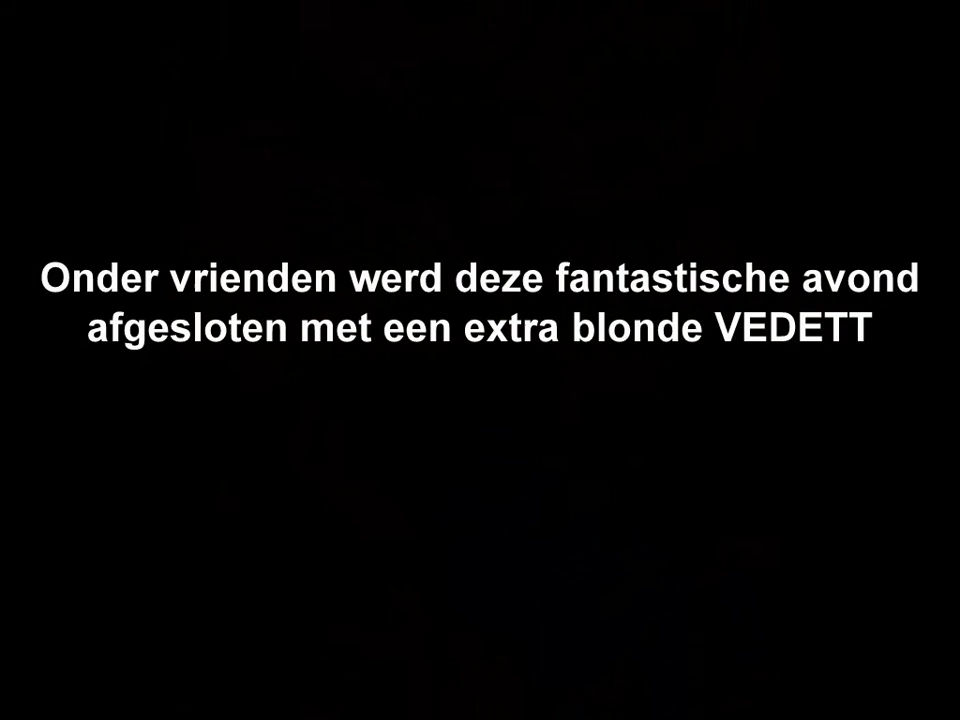 Onder vrienden werd deze fantastische avond
afgesloten met een extra blonde VEDETT